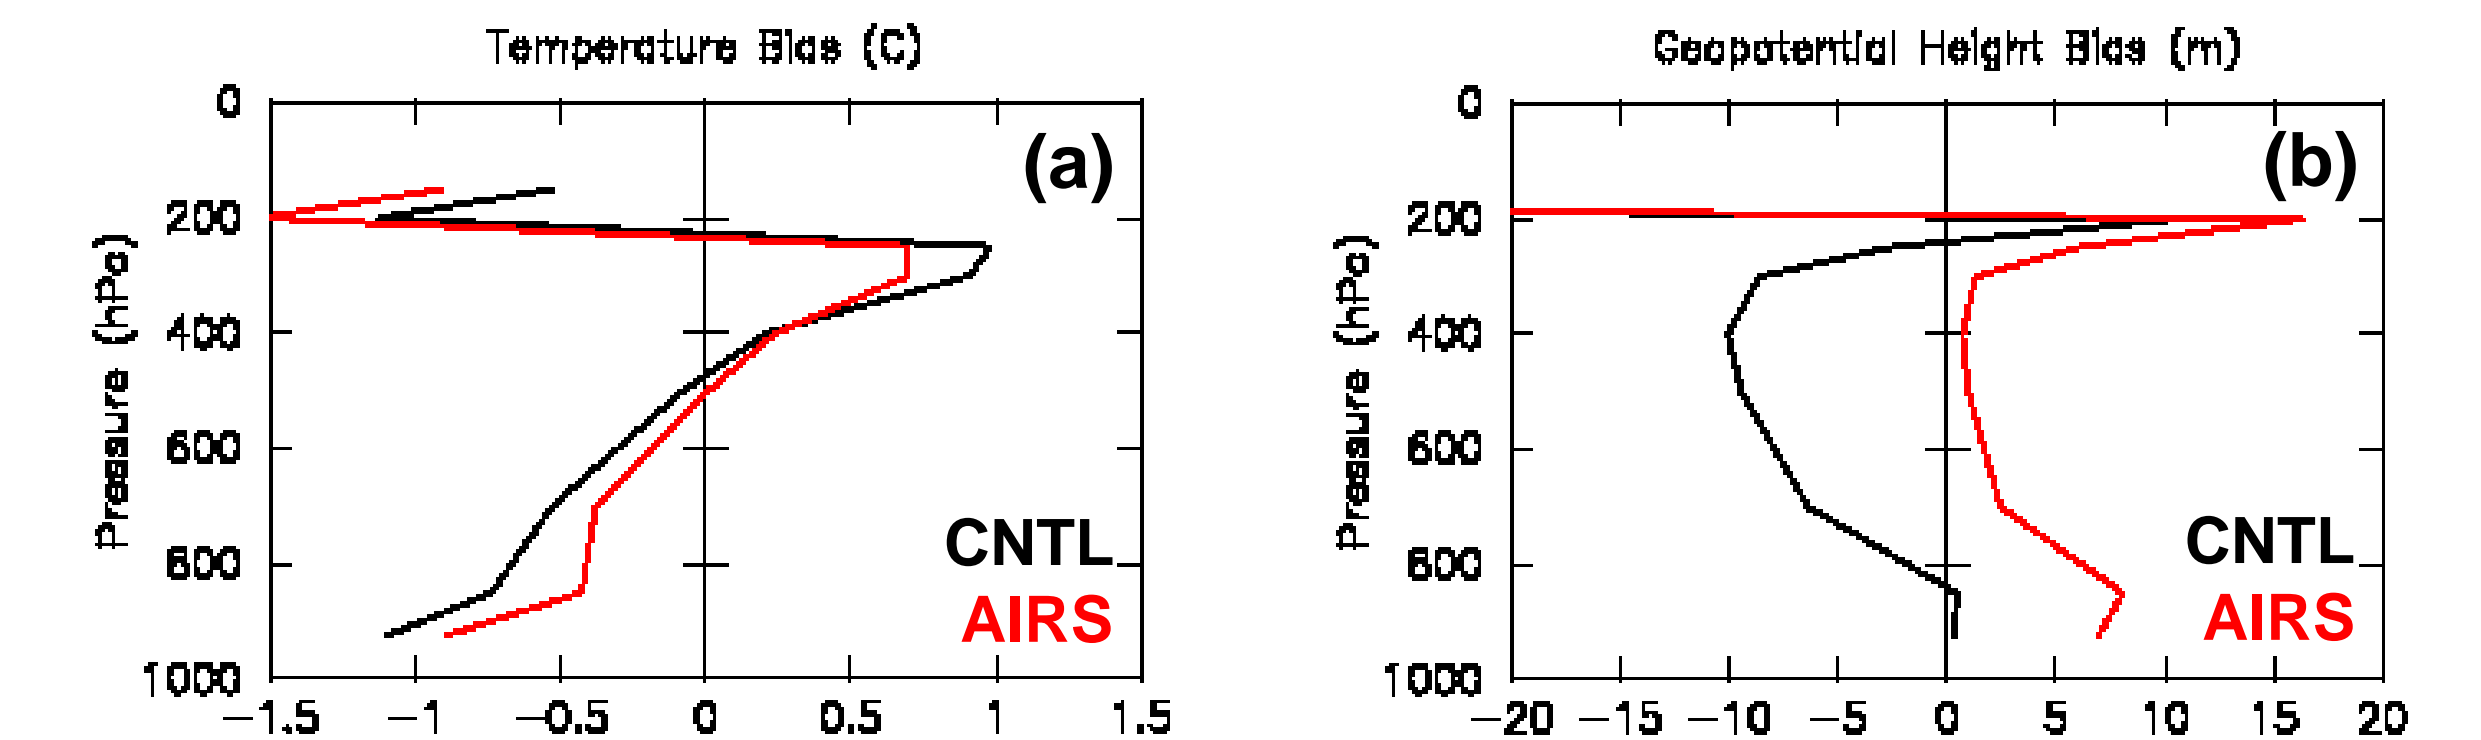 Temperature Bias (C)
0
200
400
600
800
1000
Pressure (hPa)
−1.5 −1 −0.5 0 0.5 1 1.5
(a)
CNTL
AIRS
Geopotential Height Bias (m)
0
200
400
600
800
1000
Pressure (hPa)
−20 −15 −10 −5 0 5 10 15 20
(b)
CNTL
AIRS